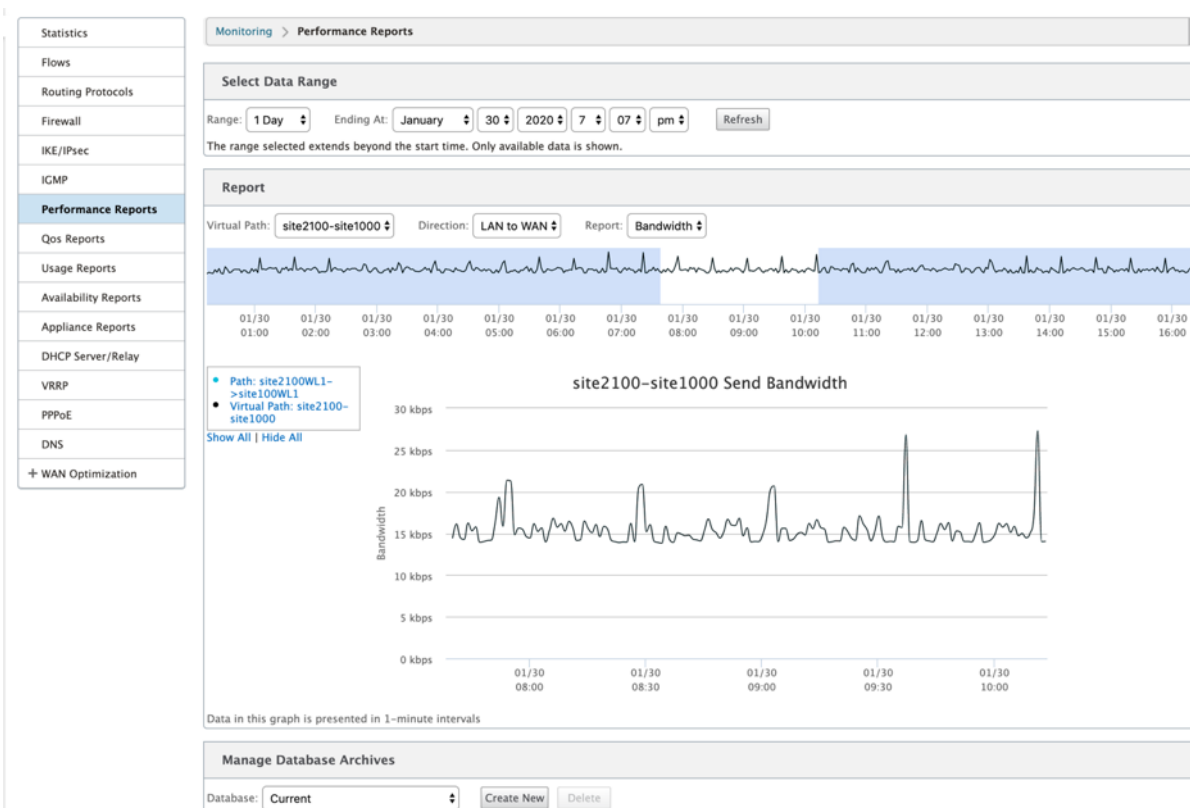 Statistics
Flows
Routing Protocols
Firewall
IKE/IPsec
IGMP
Performance Reports
Qos Reports
Usage Reports
Availability Reports
Appliance Reports
DHCP Server/Relay
VRRP
PPPoE
DNS
+ WAN Optimization
Monitoring > Performance Reports
Select Data Range
Range: 1 Day Ending At: January 30 2020 7 07 pm Refresh
The range selected extends beyond the start time. Only available data is shown.
Report
Virtual Path: site2100-site1000 Direction: LAN to WAN Report: Bandwidth
01/30 01/30 01/30 01/30 01/30 01/30 01/30 01/30 01/30 01/30 01/30 01/30 01/30 01/30 01/30 01/30
01:00 02:00 03:00 04:00 05:00 06:00 07:00 08:00 09:00 10:00 11:00 12:00 13:00 14:00 15:00 16:00
Path: site2100WL1-
>site100WL1
Virtual Path: site2100-
site1000
Show All | Hide All
site2100-site1000 Send Bandwidth
30 kbps
25 kbps
20 kbps
15 kbps
10 kbps
5 kbps
0 kbps
Bandwidth
01/30 01/30 01/30 01/30 01/30
08:00 08:30 09:00 09:30 10:00
Data in this graph is presented in 1-minute intervals
Manage Database Archives
Database: Current Create New Delete